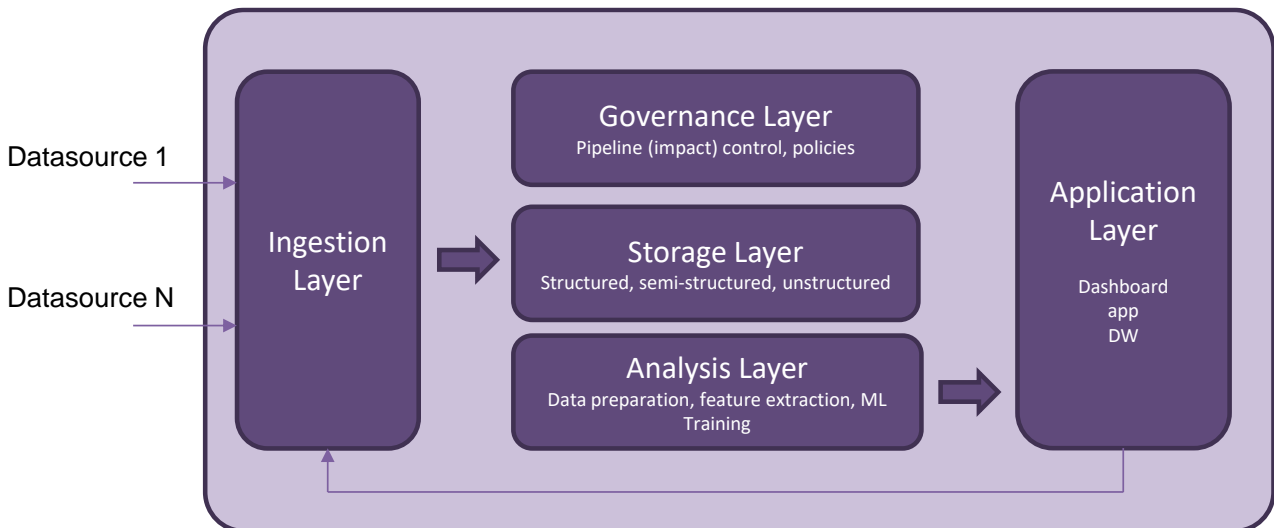 Datasource 1
Datasource N
Ingestion
Layer
Governance Layer
Pipeline (impact) control, policies
Storage Layer
Structured, semi-structured, unstructured
Analysis Layer
Data preparation, feature extraction, ML
Training
Application
Layer
Dashboard
app
DW